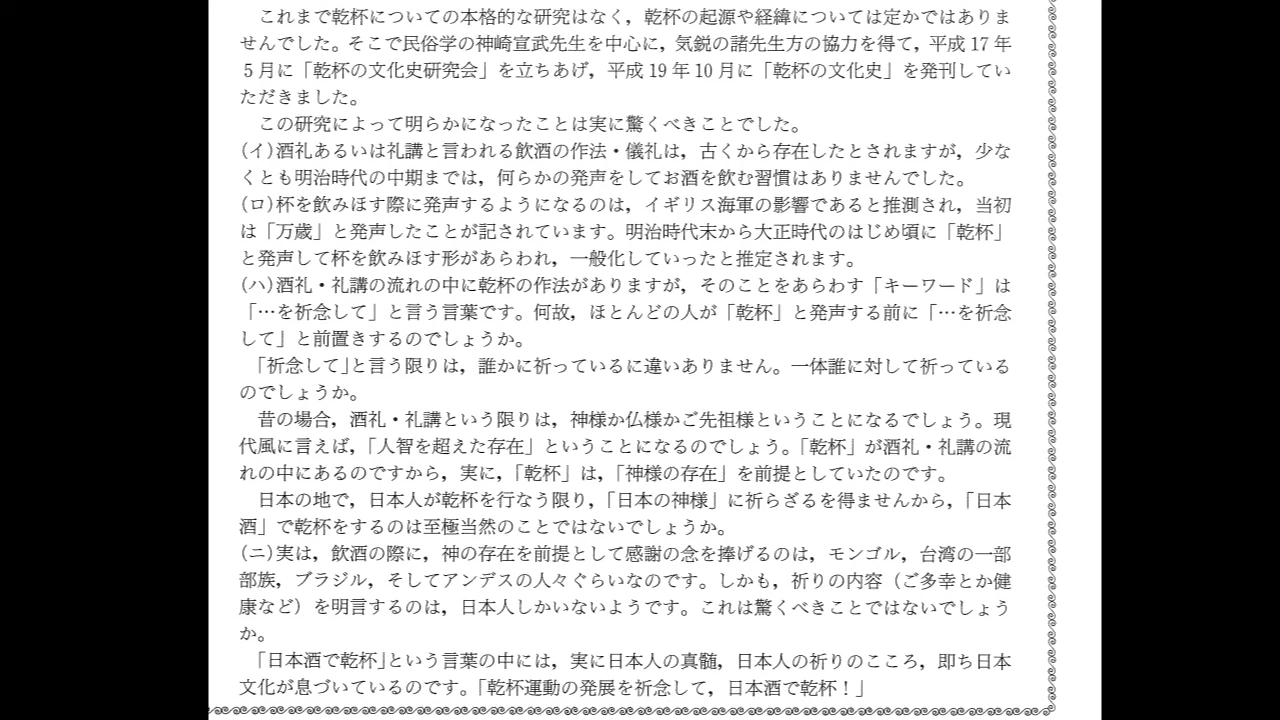 これまで乾杯についての本格的な研究はなく，乾杯の起源や経緯については定かではありま
せんでした。そこで民俗学の神崎宣武先生を中心に，気鋭の諸先生方の協力を得て，平成 17 年
5 月に「乾杯の文化史研究会」を立ちあげ，平成 19 年 10 月に「乾杯の文化史」を発刊してい
ただきました。
この研究によって明らかになったことは実に驚くべきことでした。
(イ)酒礼あるいは礼講と言われる飲酒の作法・儀礼は，古くから存在したとされますが，少な
くとも明治時代の中期までは，何らかの発声をしてお酒を飲む習慣はありませんでした。
(ロ)杯を飲みほす際に発声するようになるのは，イギリス海軍の影響であると推測され，当初
は「万歳」と発声したことが記されています。明治時代末から大正時代のはじめ頃に「乾杯」
と発声して杯を飲みほす形があらわれ，一般化していったと推定されます。
(ハ)酒礼・礼講の流れの中に乾杯の作法がありますが，そのことをあらわす「キーワード」は
「…を祈念して」と言う言葉です。何故，ほとんどの人が「乾杯」と発声する前に「…を祈念
して」と前置きするのでしょうか。
「祈念して」と言う限りは，誰かに祈っているに違いありません。一体誰に対して祈っている
のでしょうか。
昔の場合，酒礼・礼講という限りは，神様か仏様かご先祖様ということになるでしょう。現
代風に言えば，「人智を超えた存在」ということになるのでしょう。「乾杯」が酒礼・礼講の流
れの中にあるのですから，実に，「乾杯」は，「神様の存在」を前提としていたのです。
日本の地で，日本人が乾杯を行なう限り，「日本の神様」に祈らざるを得ませんから，「日本
酒」で乾杯をするのは至極当然のことではないでしょうか。
(ニ)実は，飲酒の際に，神の存在を前提として感謝の念を捧げるのは，モンゴル，台湾の一部
部族，ブラジル，そしてアンデスの人々ぐらいなのです。しかも，祈りの内容（ご多幸とか健
康など）を明言するのは，日本人しかいないようです。これは驚くべきことではないでしょう
か。
「日本酒で乾杯」という言葉の中には，実に日本人の真髄，日本人の祈りのこころ，即ち日本
文化が息づいているのです。「乾杯運動の発展を祈念して，日本酒で乾杯！」